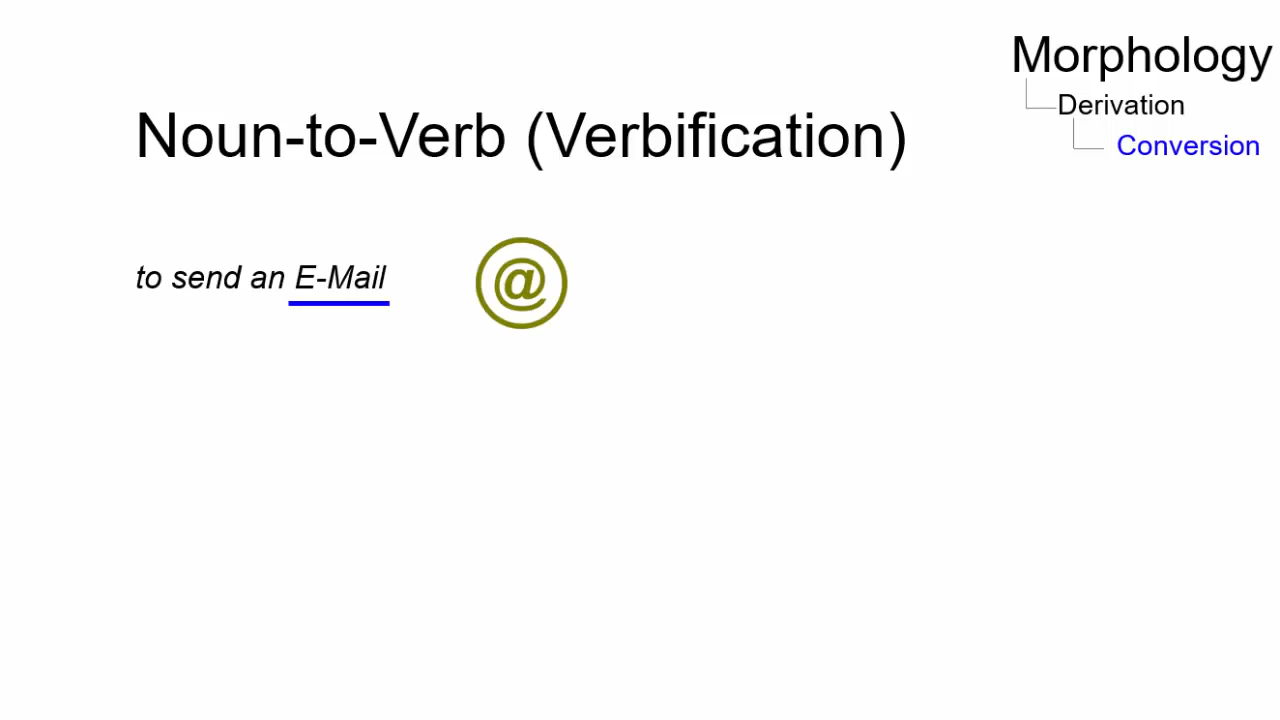 Morphology
Derivation
Conversion
Noun-to-Verb (Verbification)
to send an E-Mail
@